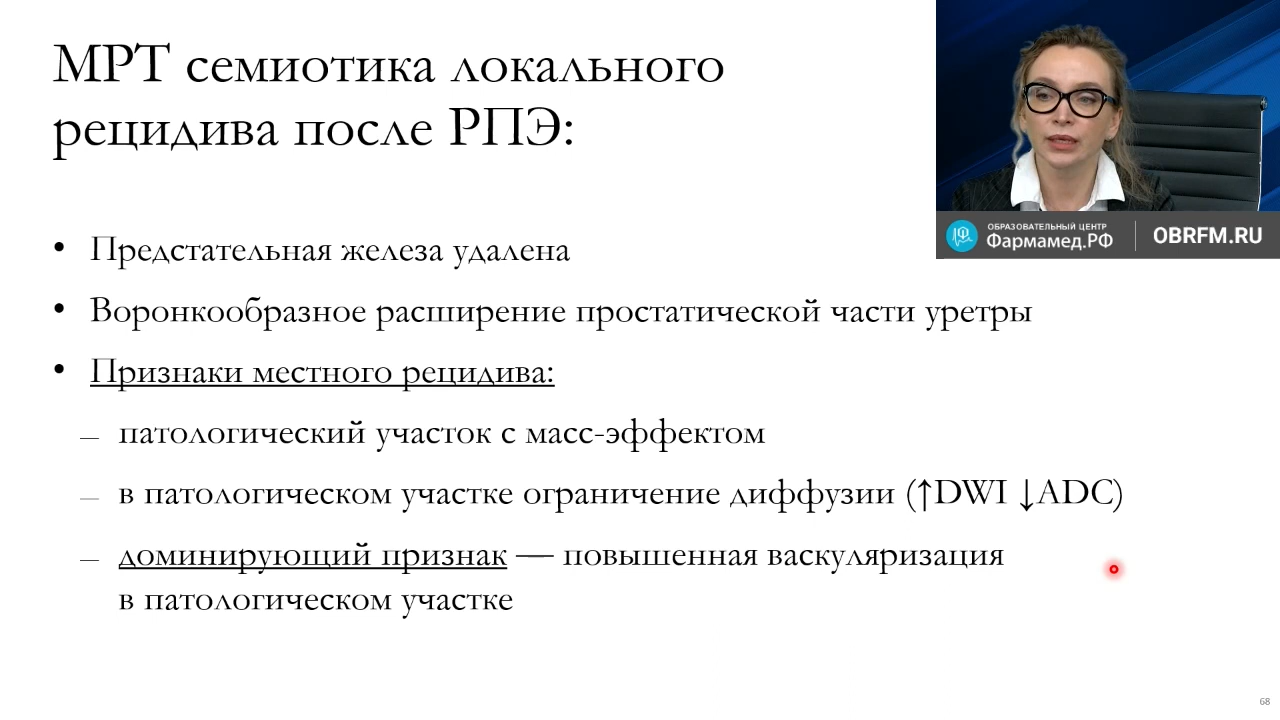 МРТ семиотика локального
рецидива после РПЭ:
ОБРАЗОВАТЕЛЬНЫЙ ЦЕНТР
Фармамед.РФ
OBRFM.RU
• Предстательная железа удалена
• Воронкообразное расширение простатической части уретры
• Признаки местного рецидива:
— патологический участок с масс-эффектом
— в патологическом участке ограничение диффузии (↑DWI ↓ADC)
— доминирующий признак — повышенная васкуляризация
в патологическом участке
68